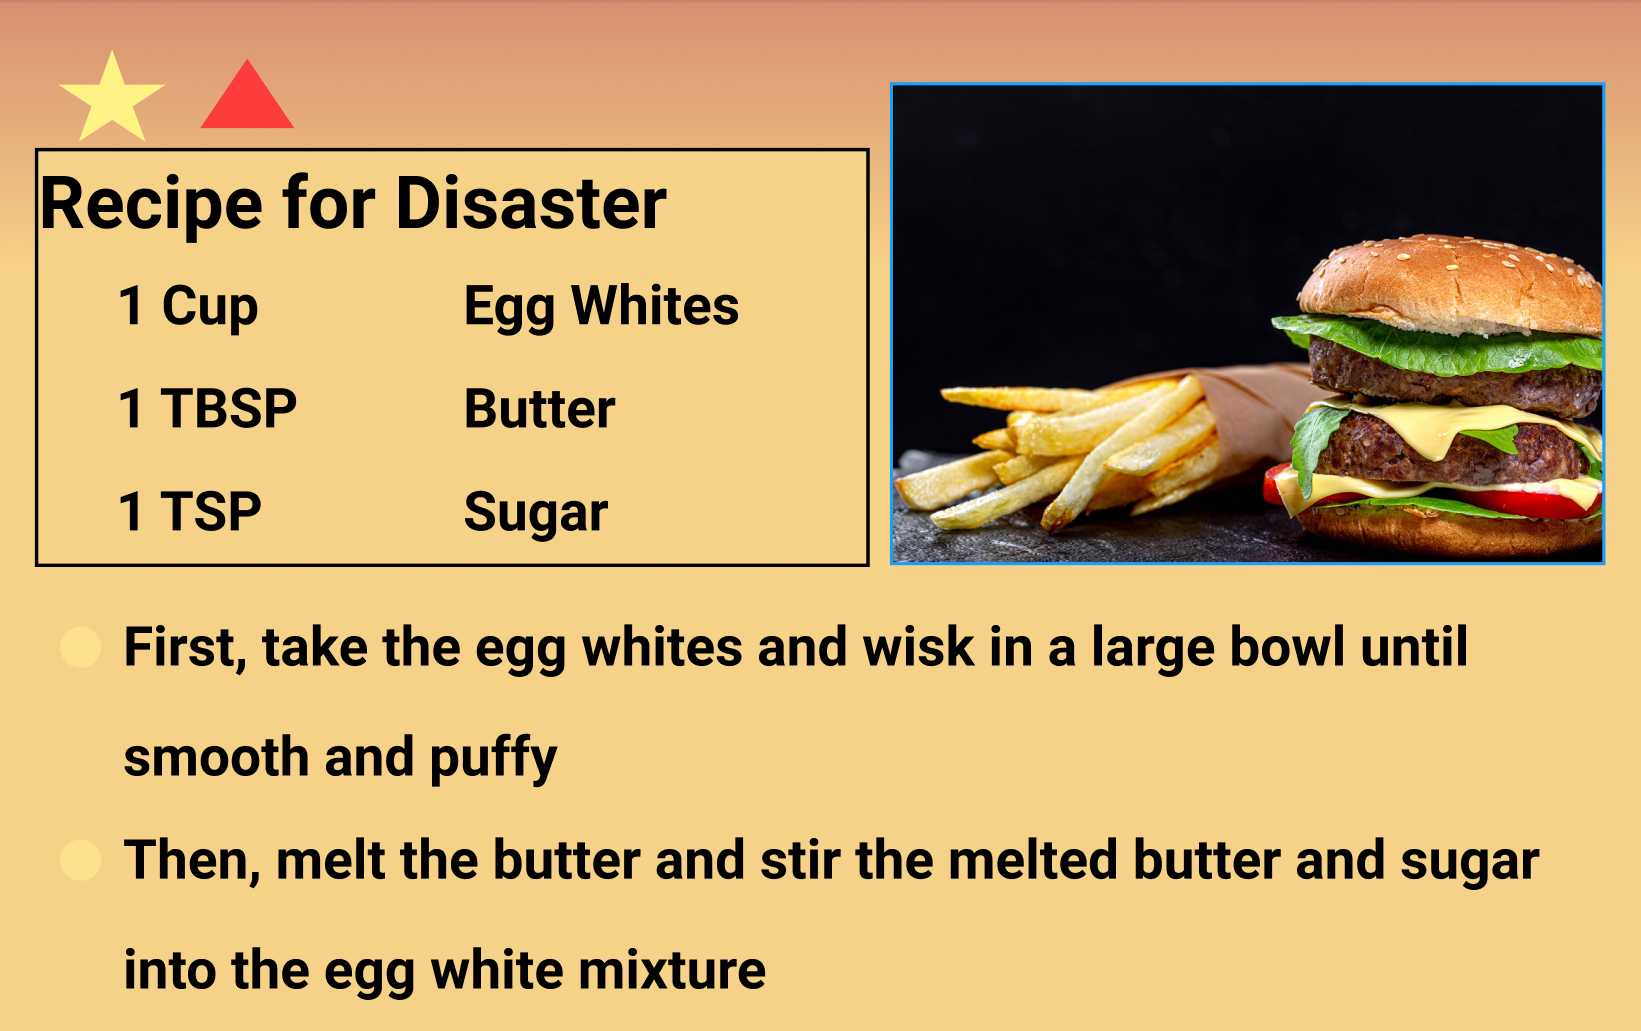 Recipe for Disaster
1 Cup Egg Whites
1 TBSP Butter
1 TSP Sugar
First, take the egg whites and wisk in a large bowl until
smooth and puffy
Then, melt the butter and stir the melted butter and sugar
into the egg white mixture